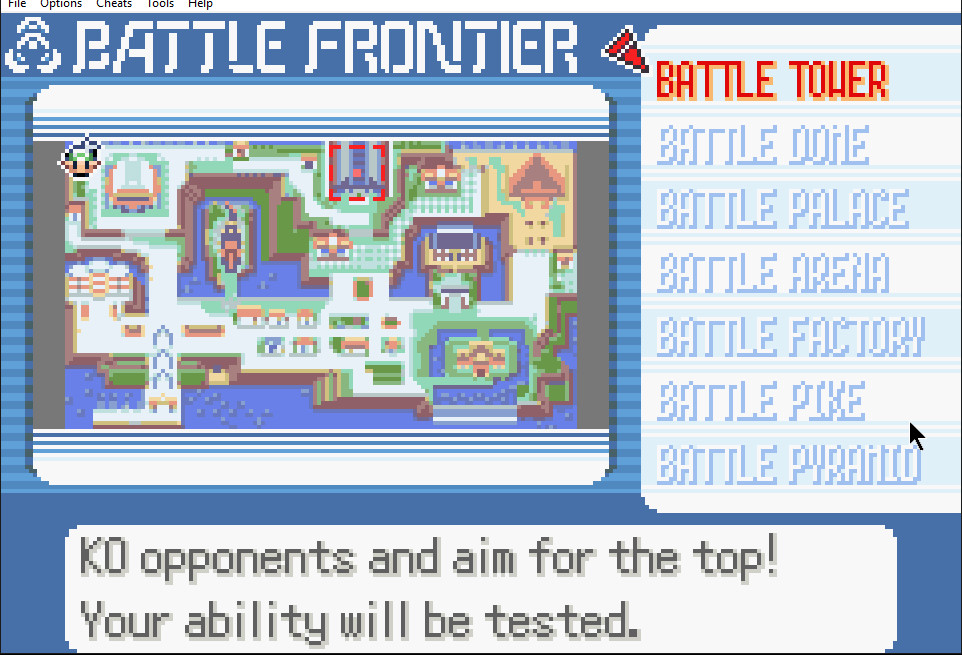 File Options Cheats Tools Help
BATTLE FRONTIER
BATTLE TOWER
BATTLE DOME
BATTLE PALACE
BATTLE ARENA
BATTLE FACTORY
BATTLE PIKE
BATTLE PYRAMID
KO opponents and aim for the top!
Your ability will be tested.